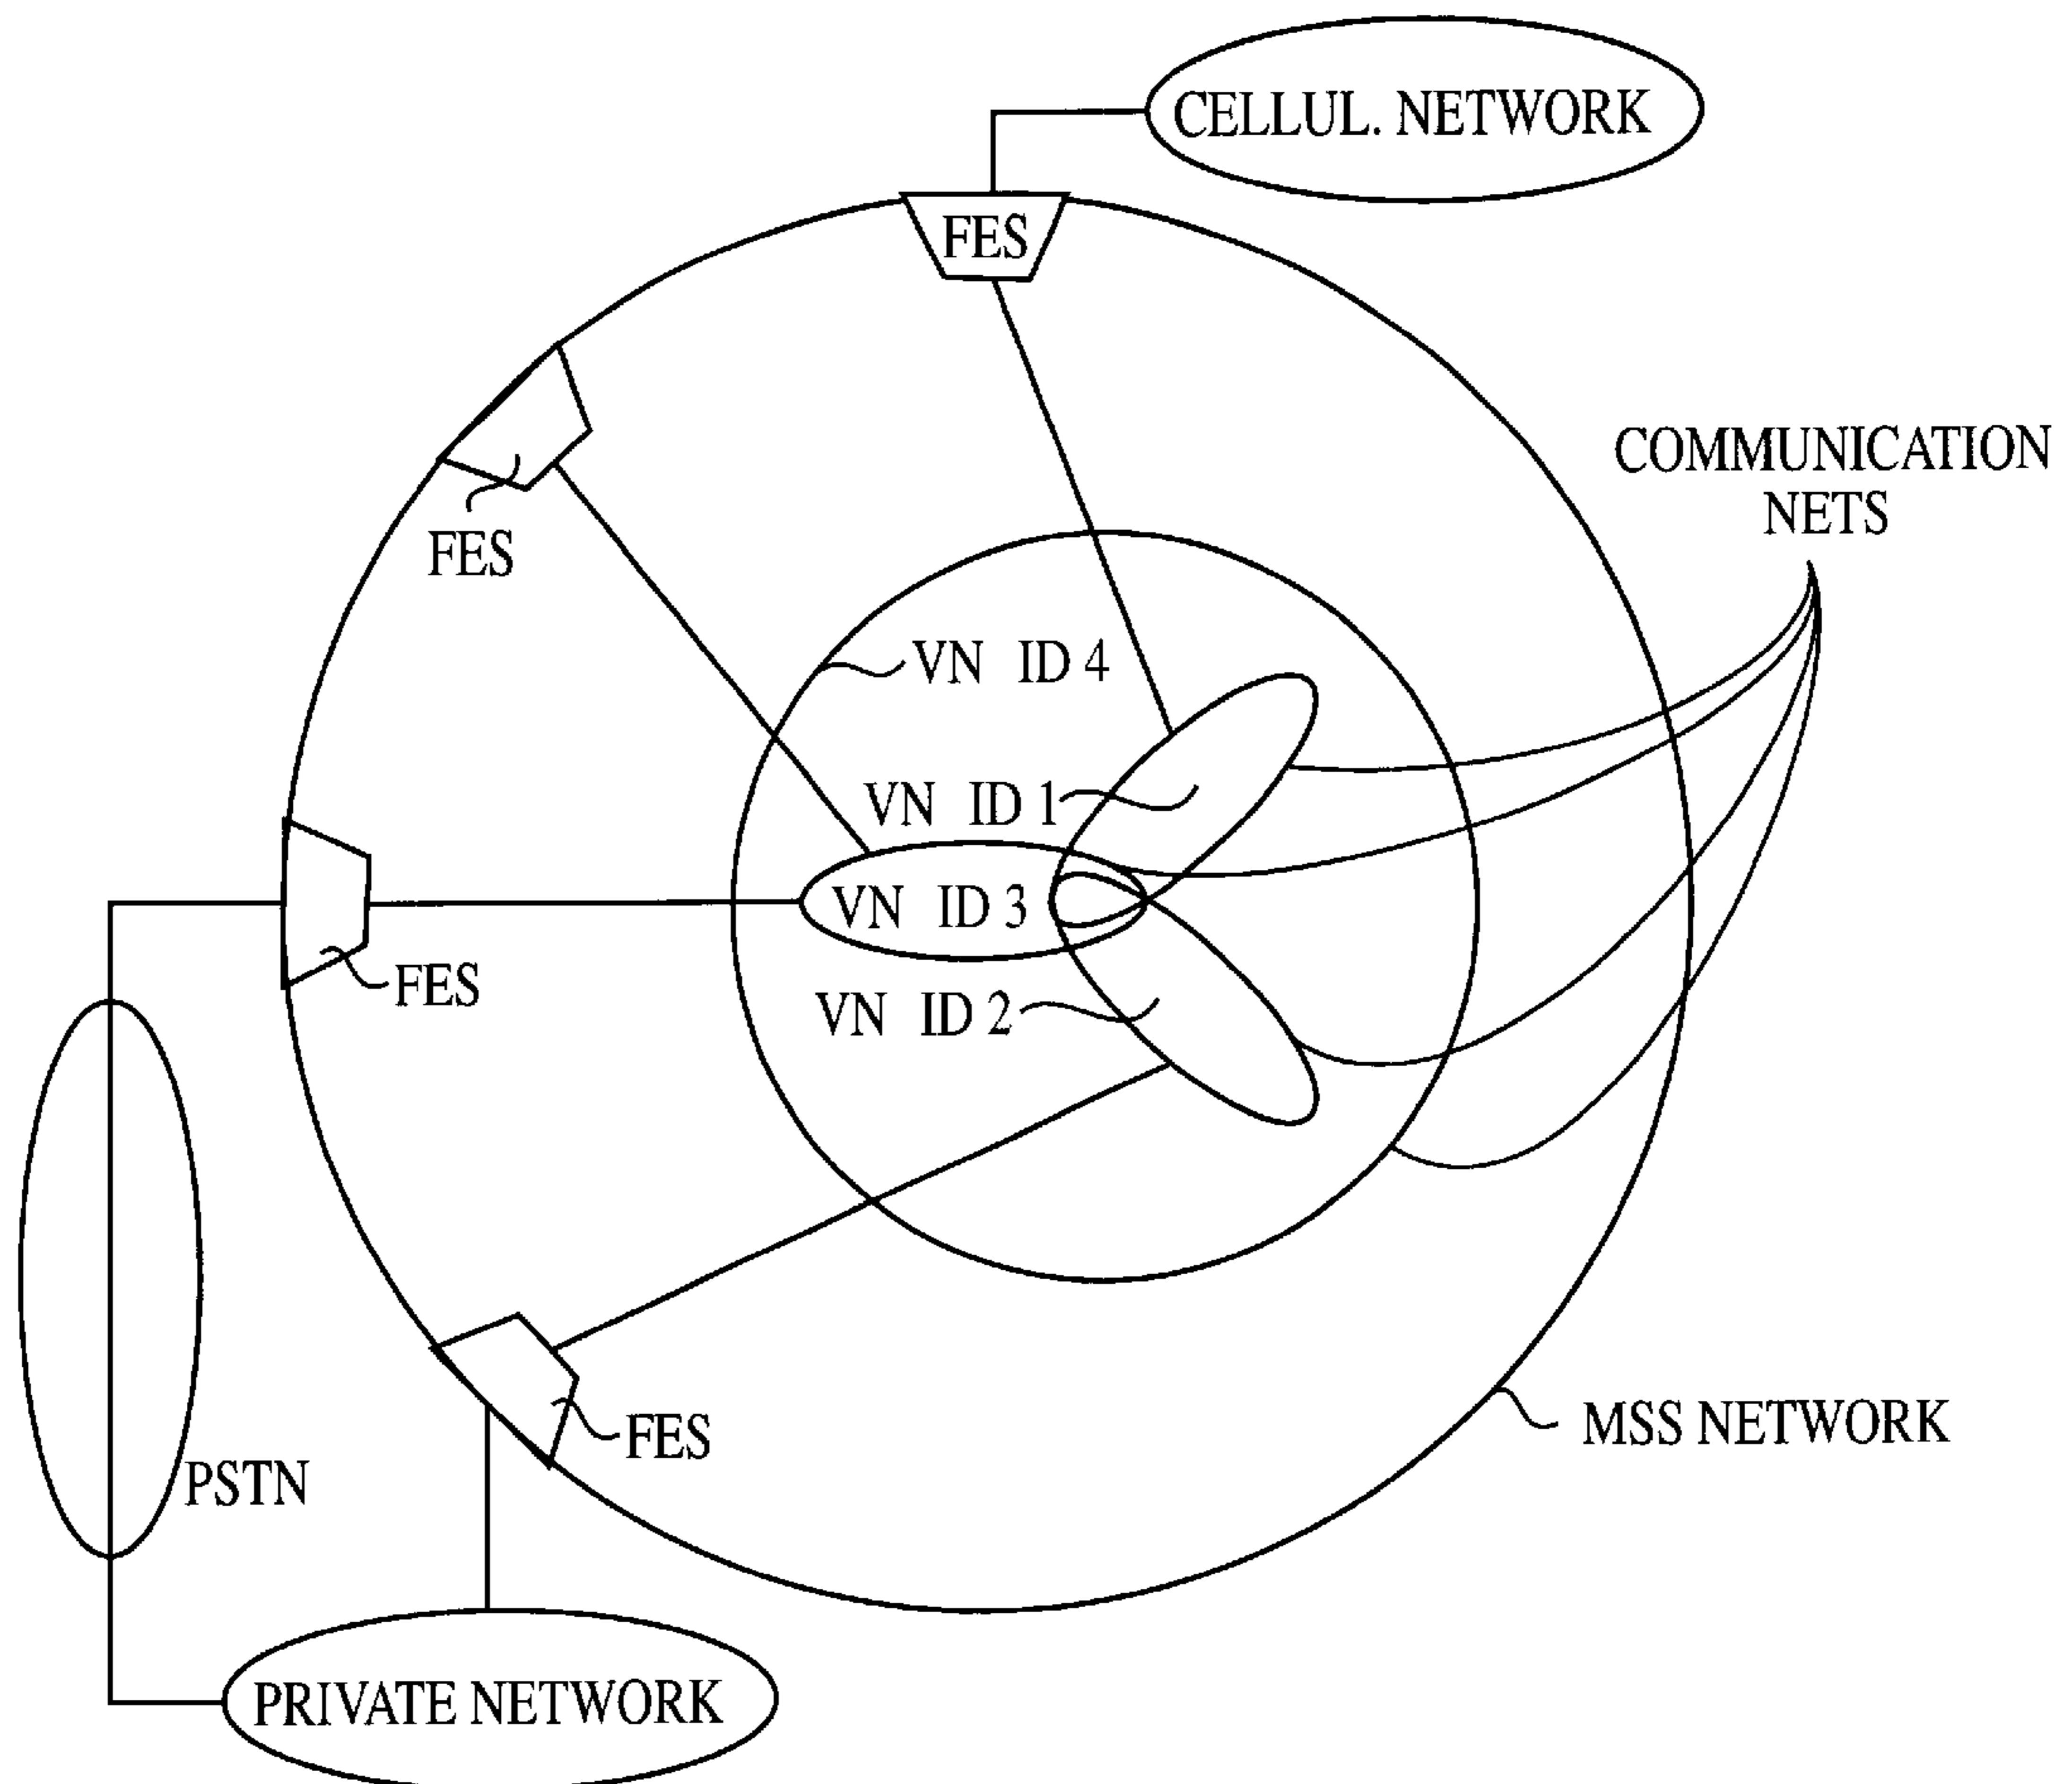 CELLUL. NETWORK
FES
COMMUNICATION
NETS
FES
VN ID 4
VN ID 1
VN ID 3
FES
VN ID 2
MSS NETWORK
FES
PSTN
PRIVATE NETWORK